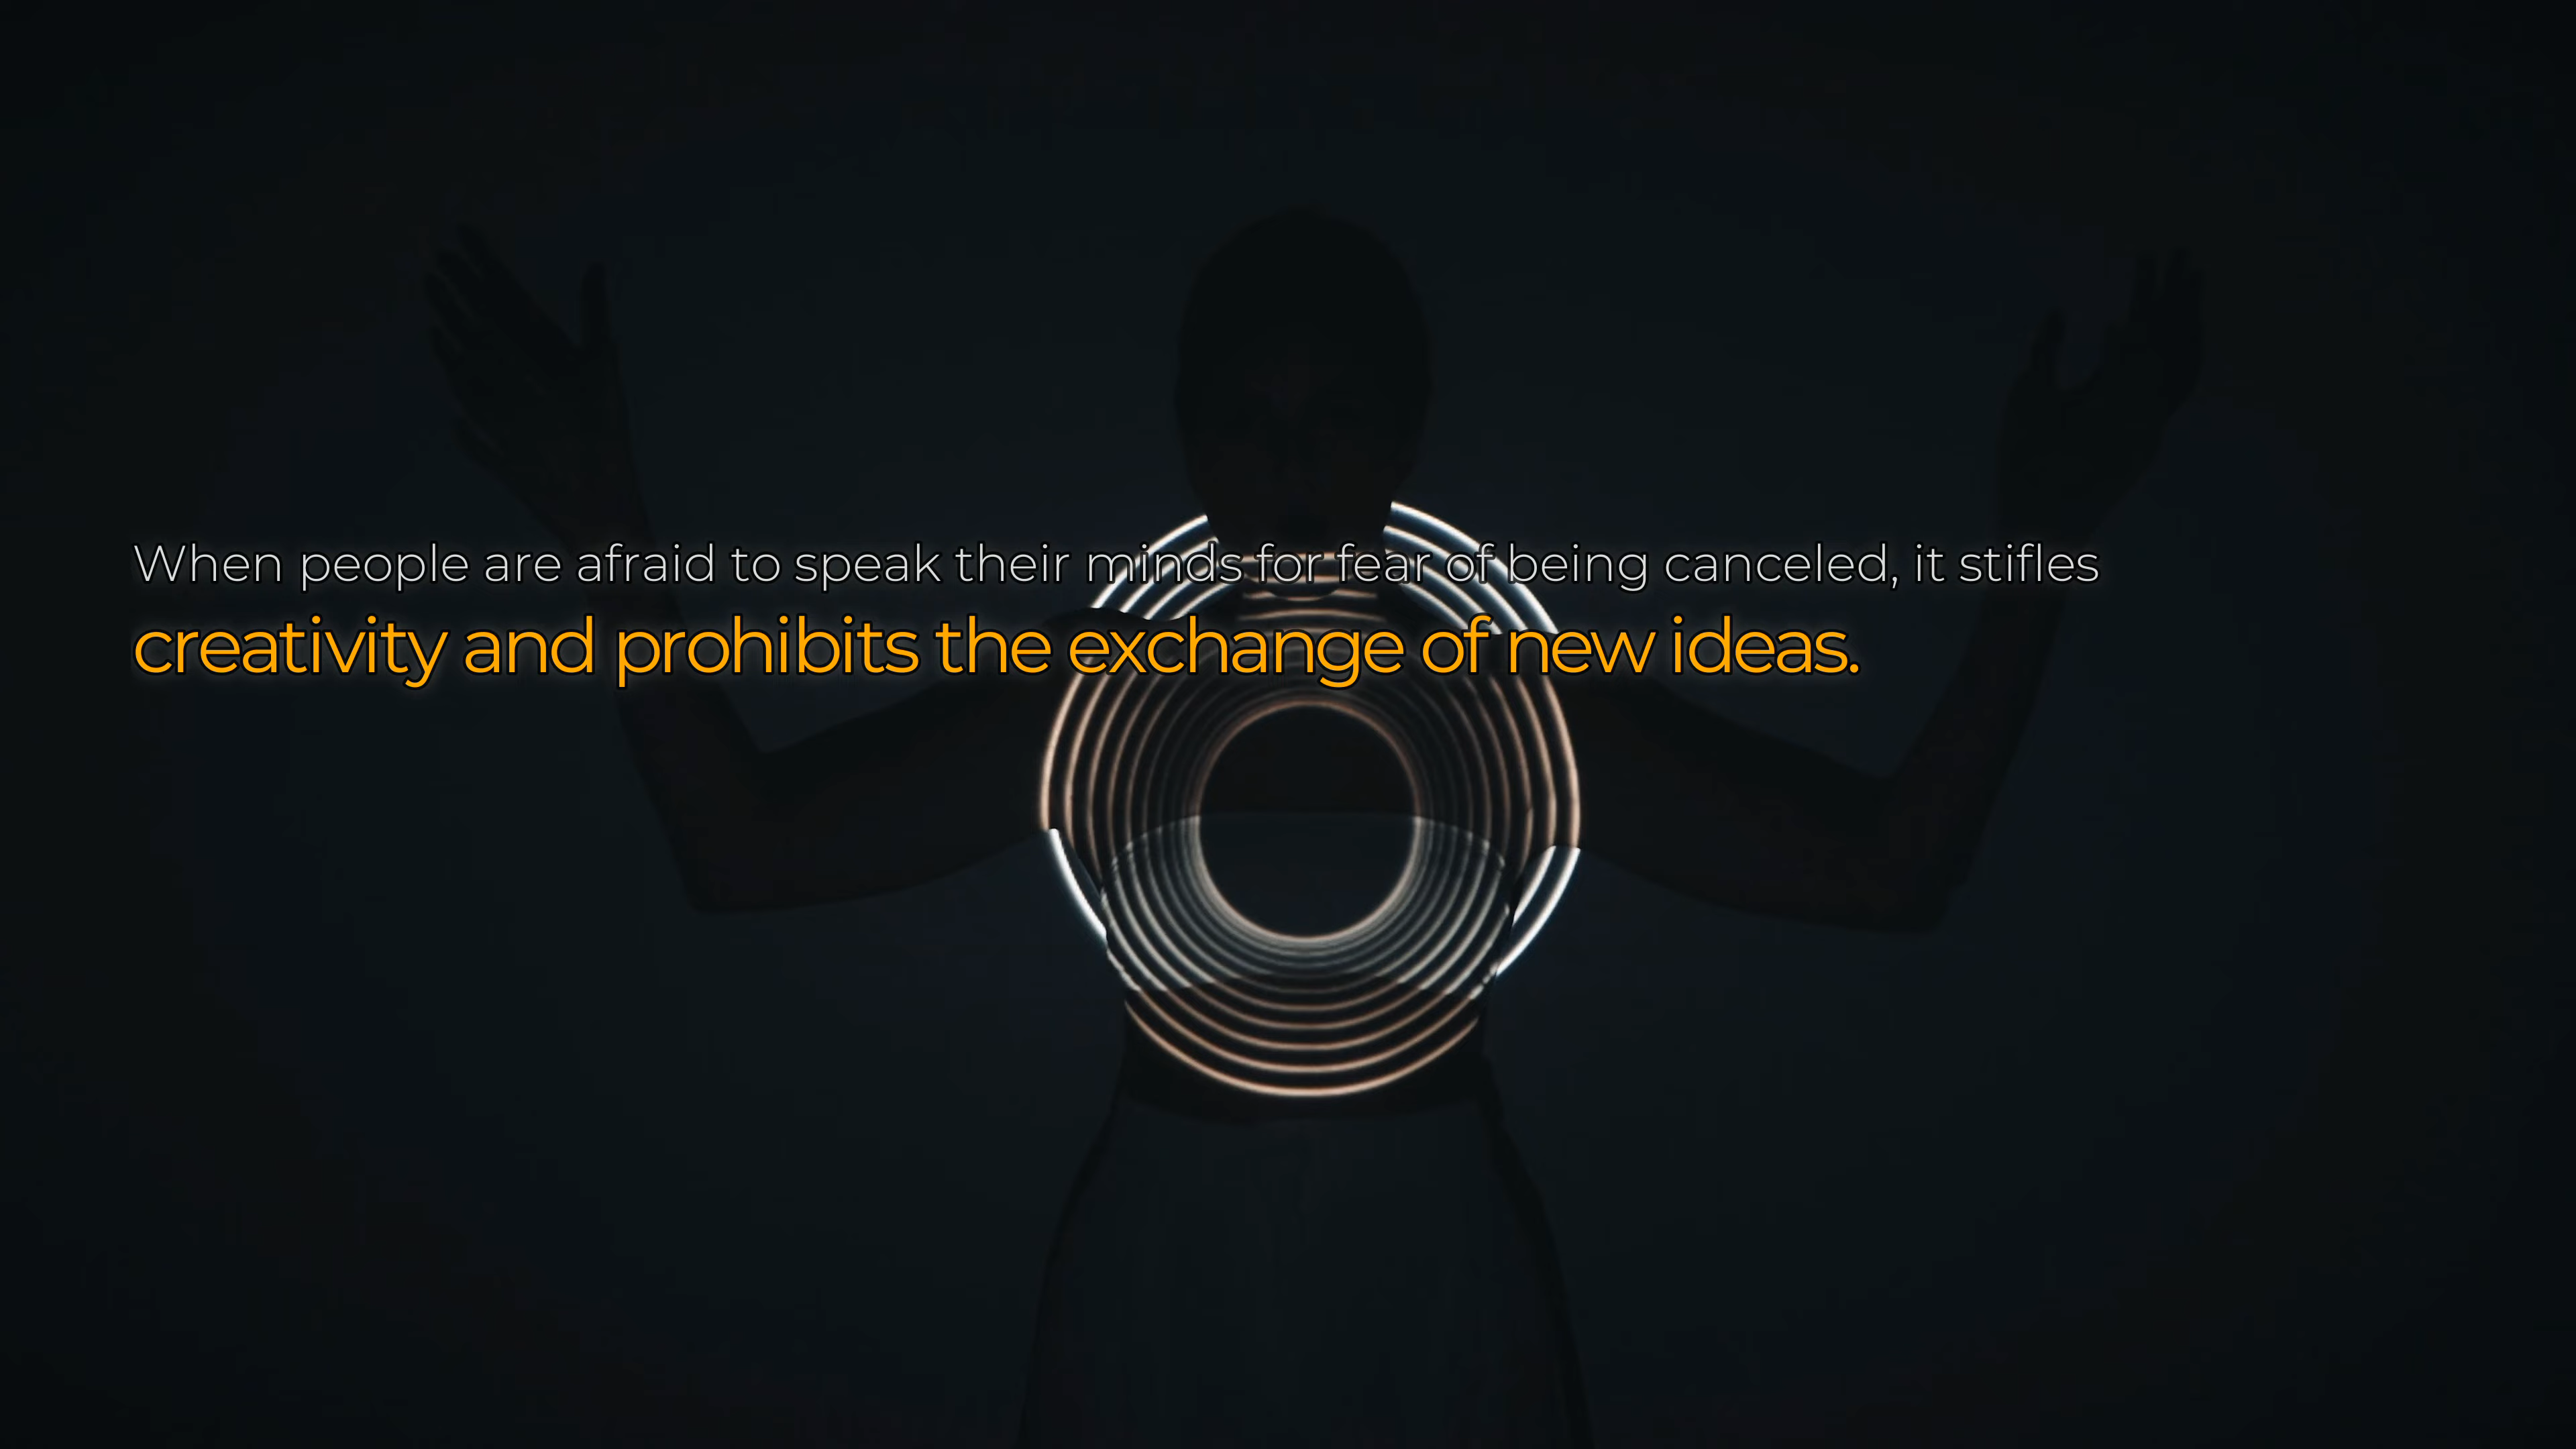 When people are afraid to speak their minds for fear of being canceled, it stifles
creativity and prohibits the exchange of new ideas.